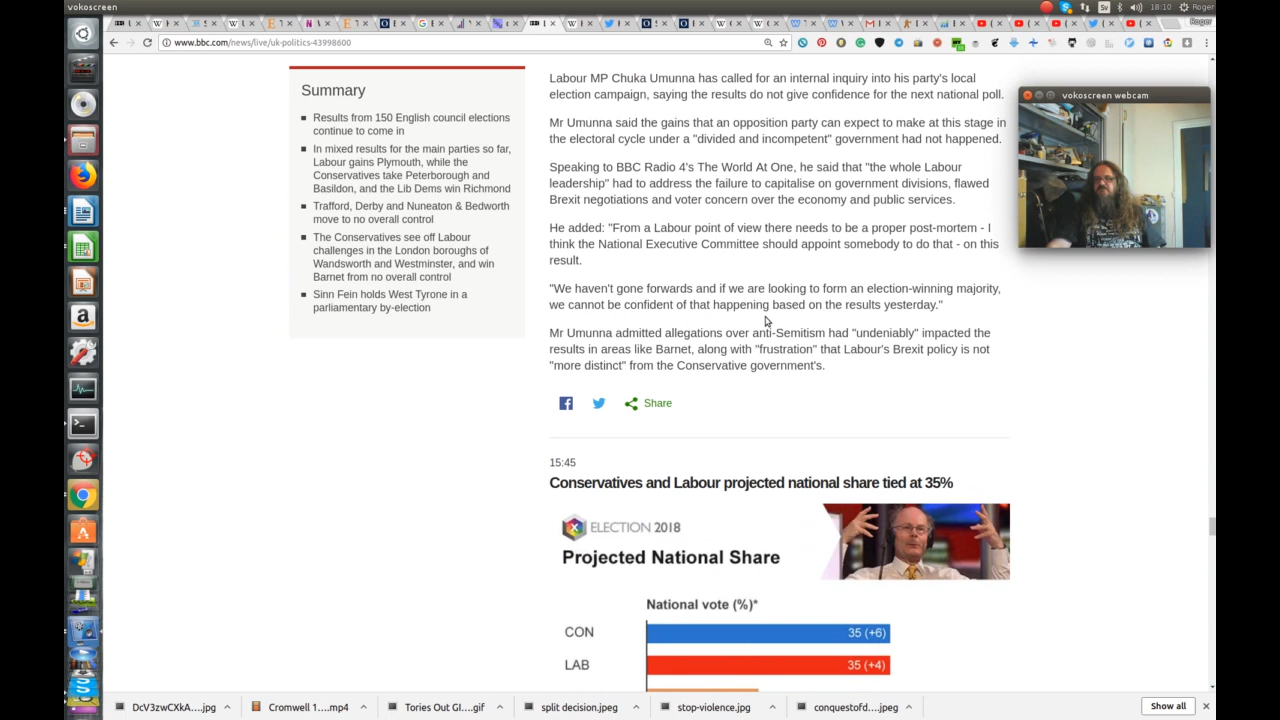 vokoscreen
Sv
18:10
Roger
Roger
www.bbc.com/news/live/uk-politics-43998600
Summary
Results from 150 English council elections
continue to come in
In mixed results for the main parties so far,
Labour gains Plymouth, while the
Conservatives take Peterborough and
Basildon, and the Lib Dems win Richmond
Trafford, Derby and Nuneaton & Bedworth
move to no overall control
The Conservatives see off Labour
challenges in the London boroughs of
Wandsworth and Westminster, and win
Barnet from no overall control
Sinn Fein holds West Tyrone in a
parliamentary by-election
Labour MP Chuka Umunna has called for an internal inquiry into his party's local
election campaign, saying the results do not give confidence for the next national poll.
Mr Umunna said the gains that an opposition party can expect to make at this stage in
the electoral cycle under a "divided and incompetent" government had not happened.
Speaking to BBC Radio 4's The World At One, he said that "the whole Labour
leadership" had to address the failure to capitalise on government divisions, flawed
Brexit negotiations and voter concern over the economy and public services.
He added: "From a Labour point of view there needs to be a proper post-mortem - I
think the National Executive Committee should appoint somebody to do that - on this
result.
"We haven't gone forwards and if we are looking to form an election-winning majority,
we cannot be confident of that happening based on the results yesterday."
Mr Umunna admitted allegations over anti-Semitism had "undeniably" impacted the
results in areas like Barnet, along with "frustration" that Labour's Brexit policy is not
"more distinct" from the Conservative government's.
Share
15:45
Conservatives and Labour projected national share tied at 35%
ELECTION 2018
Projected National Share
National vote (%)*
CON 35 (+6)
LAB 35 (+4)
vokoscreen webcam
DcV3zwCXkA....jpg
Cromwell 1....mp4
Tories Out GI....gif
split decision.jpeg
stop-violence.jpg
conquestofd....jpeg
Show all